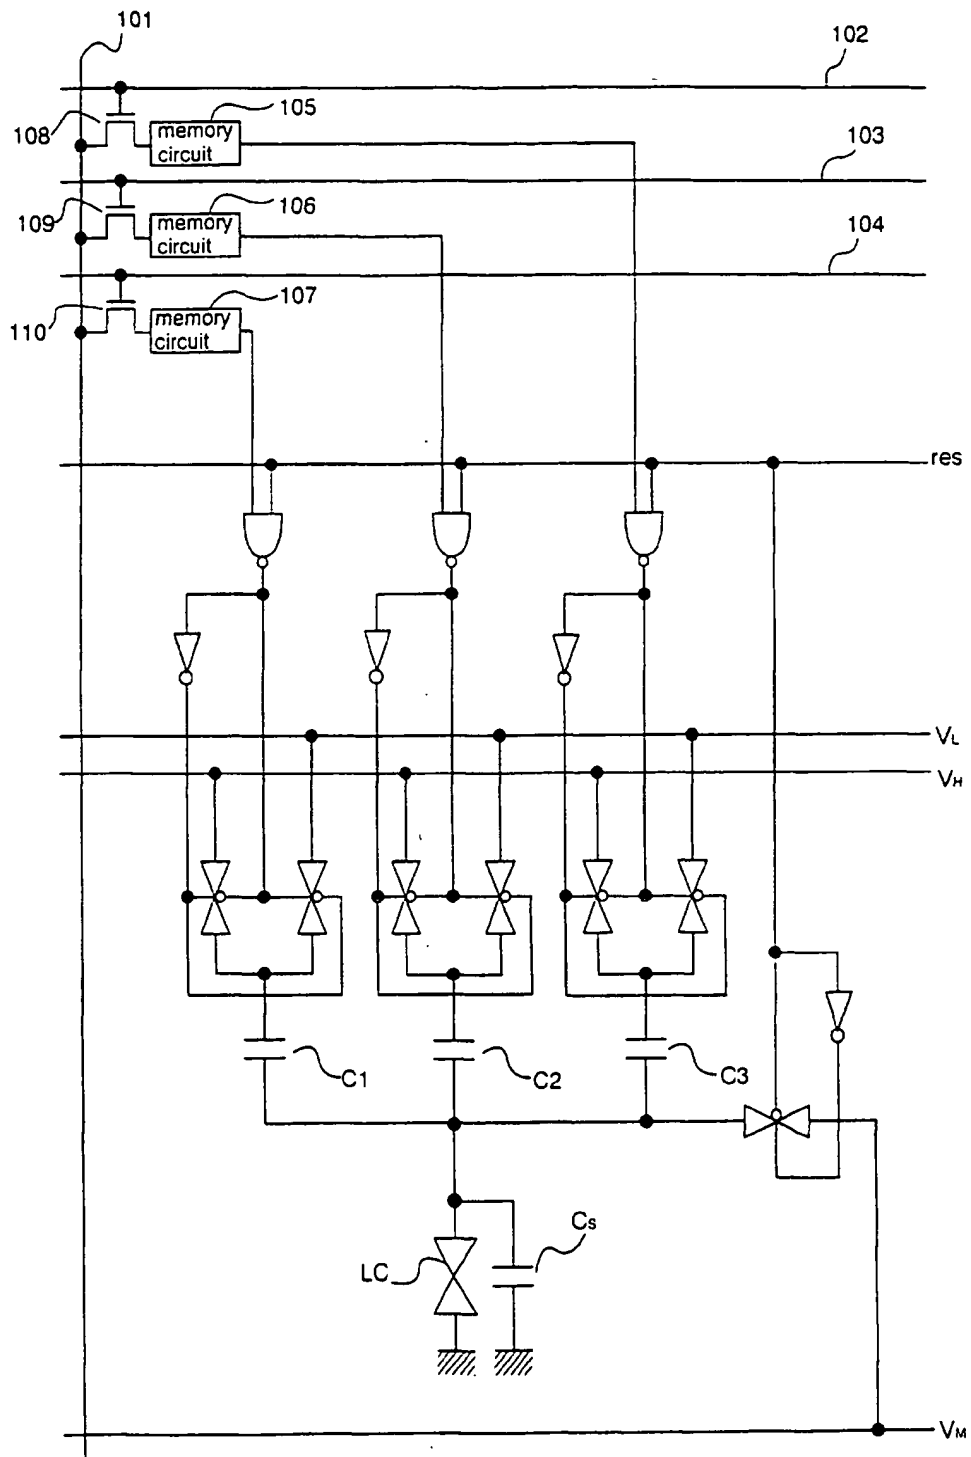 101
102
108
105
memory
circuit
103
109
106
memory
circuit
104
110
107
memory
circuit
res
VL
VH
C1
C2
C3
LC
Cs
VM